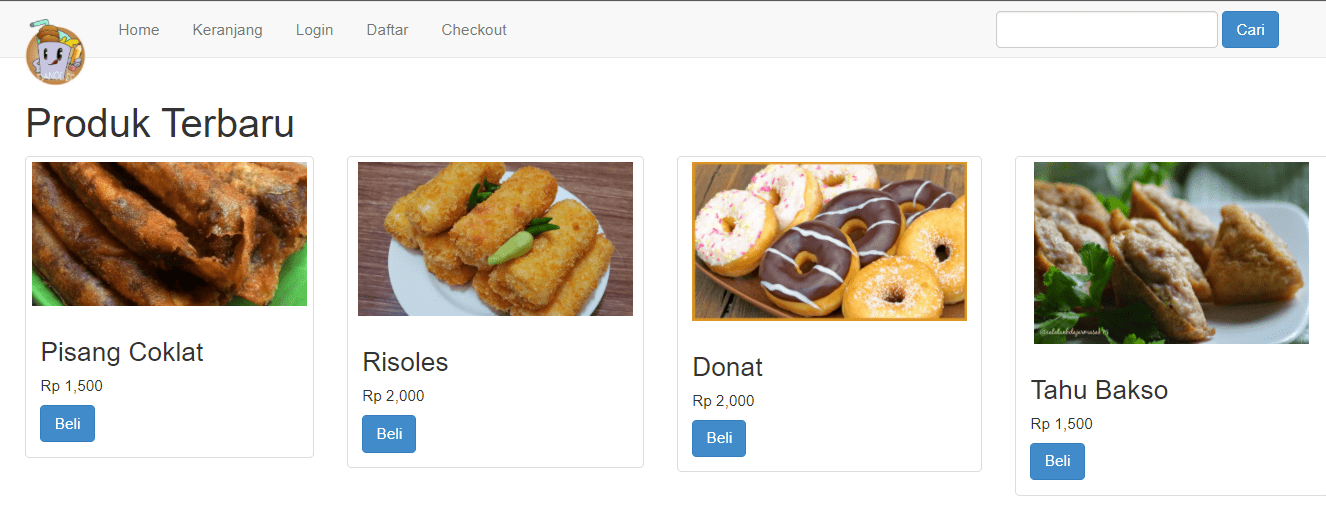 Home Keranjang Login Daftar Checkout Cari
Produk Terbaru
Pisang Coklat
Rp 1,500
Beli
Risoles
Rp 2,000
Beli
Donat
Rp 2,000
Beli
Tahu Bakso
Rp 1,500
Beli